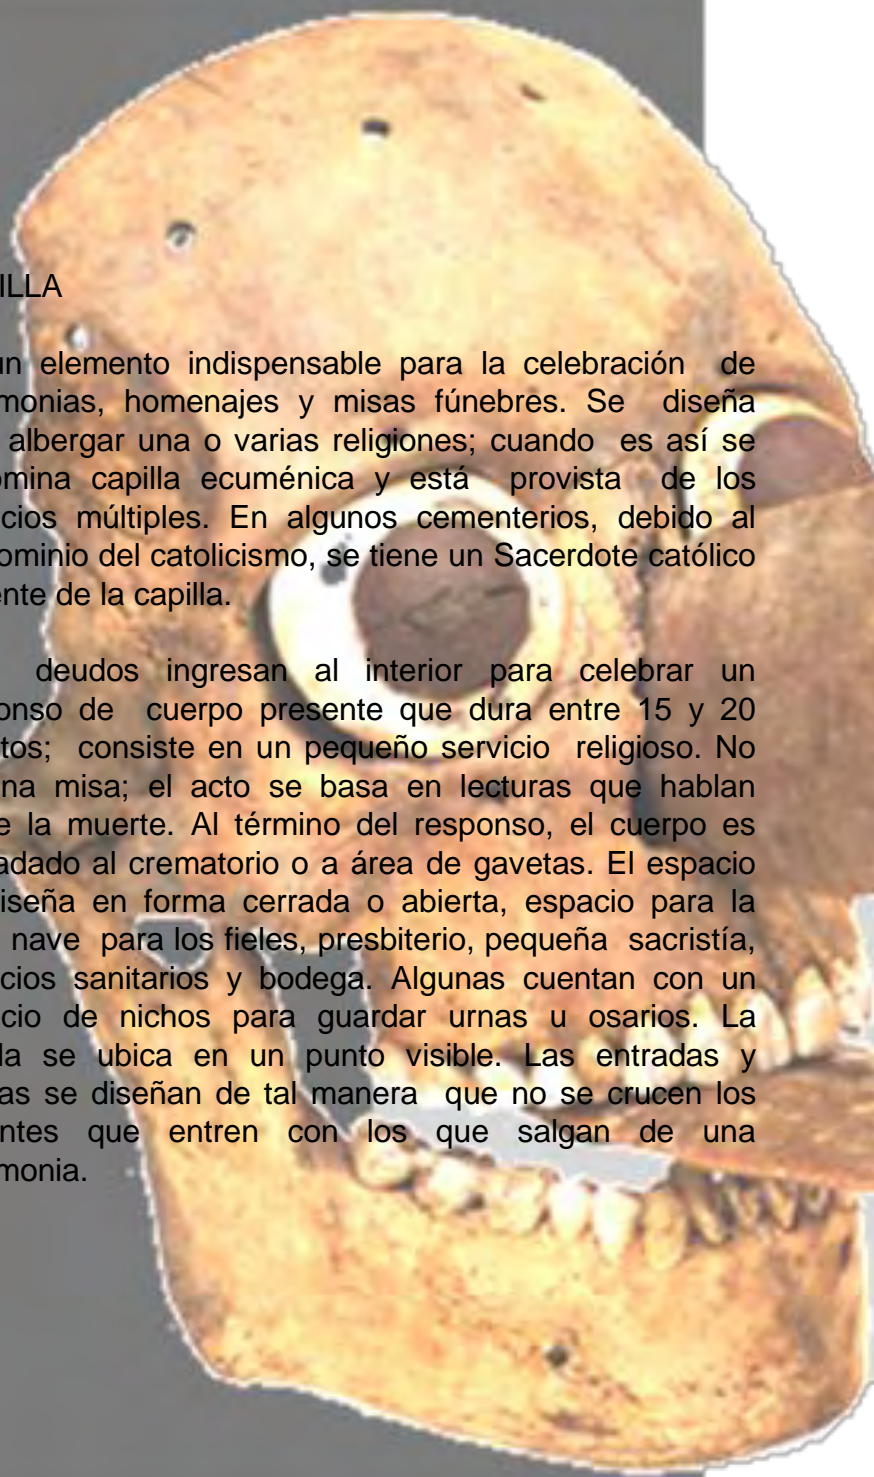 ILLA
un elemento indispensable para la celebración de
monias, homenajes y misas fúnebres. Se diseña
albergar una o varias religiones; cuando es así se
omina capilla ecuménica y está provista de los
cios múltiples. En algunos cementerios, debido al
ominio del catolicismo, se tiene un Sacerdote católico
ente de la capilla.
deudos ingresan al interior para celebrar un
onso de cuerpo presente que dura entre 15 y 20
tos; consiste en un pequeño servicio religioso. No
na misa; el acto se basa en lecturas que hablan
e la muerte. Al término del responso, el cuerpo es
adado al crematorio o a área de gavetas. El espacio
iseña en forma cerrada o abierta, espacio para la
nave para los fieles, presbiterio, pequeña sacristía,
cios sanitarios y bodega. Algunas cuentan con un
cio de nichos para guardar urnas u osarios. La
la se ubica en un punto visible. Las entradas y
as se diseñan de tal manera que no se crucen los
ntes que entren con los que salgan de una
monia.